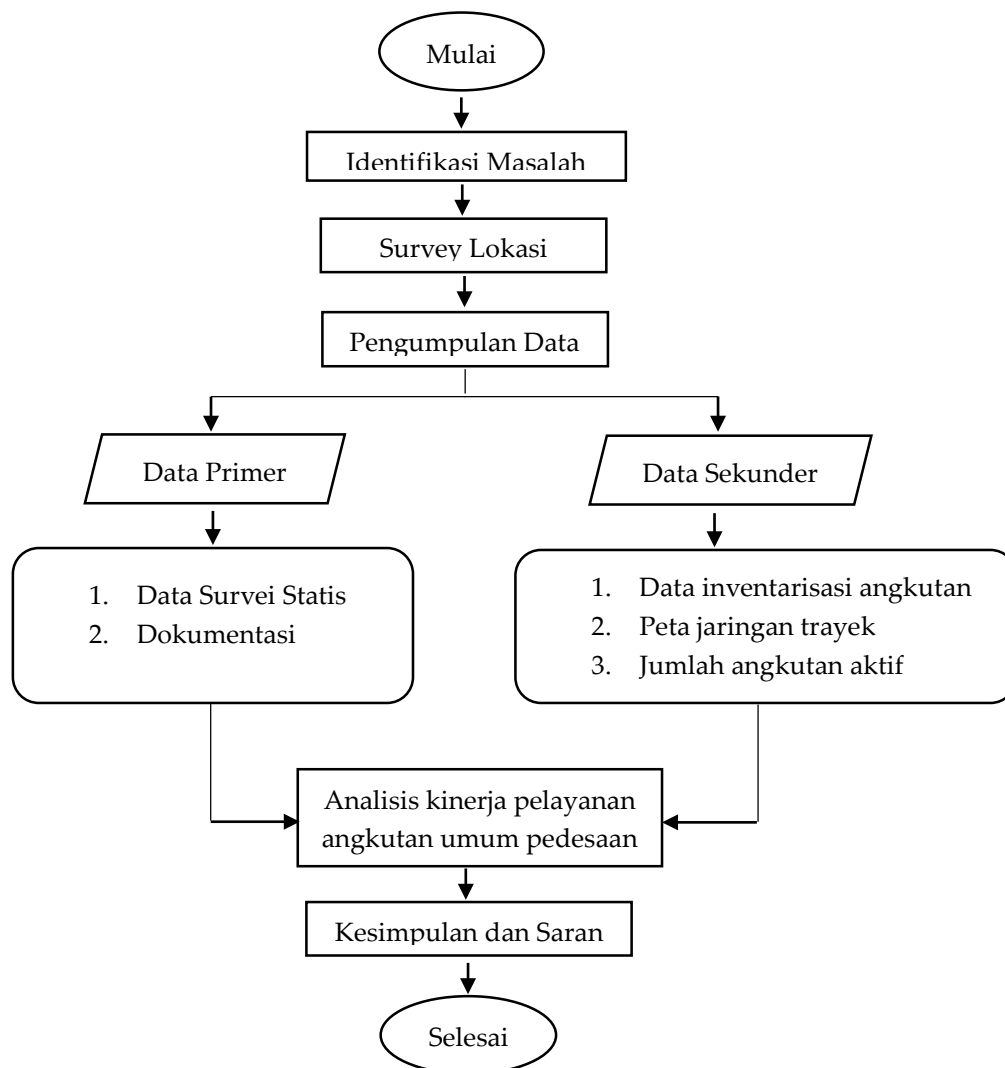 Mulai
Identifikasi Masalah
Survey Lokasi
Pengumpulan Data
Data Primer
Data Sekunder
1. Data Survei Statis
2. Dokumentasi
1. Data inventarisasi angkutan
2. Peta jaringan trayek
3. Jumlah angkutan aktif
Analisis kinerja pelayanan
angkutan umum pedesaan
Kesimpulan dan Saran
Selesai